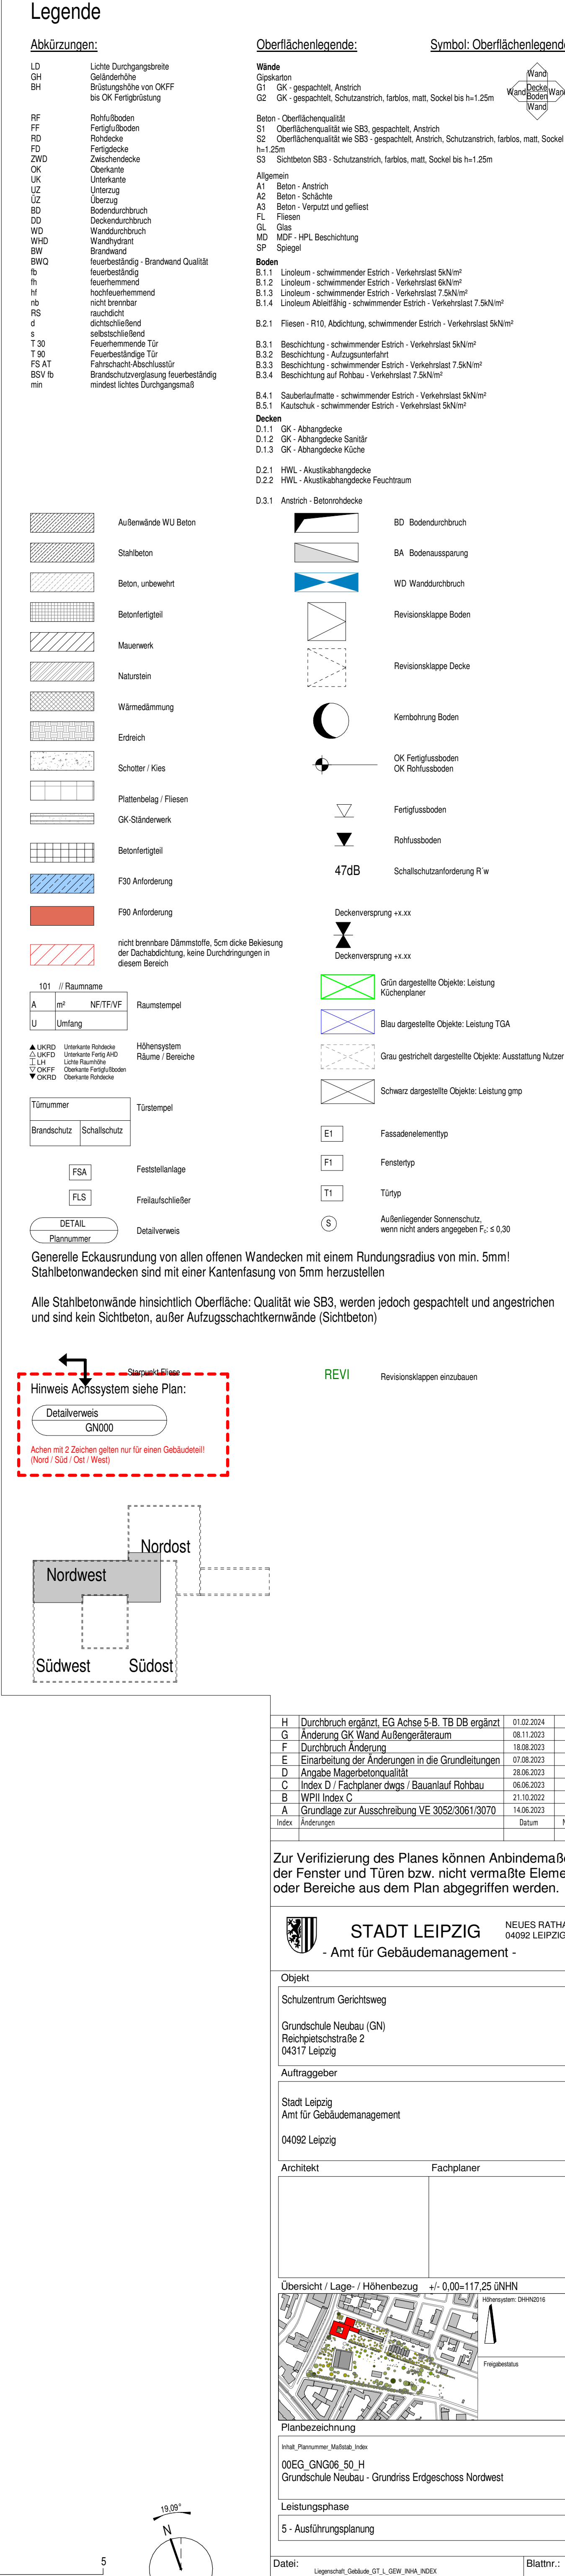 Legende
Abkürzungen:
LD Lichte Durchgangsbreite
GH Geländerhöhe
BH Brüstungshöhe von OKFF
bis OK Fertigbrüstung
RF Rohfußboden
FF Fertigfußboden
RD Rohdecke
FD Fertigdecke
ZWD Zwischendecke
OK Oberkante
UK Unterkante
UZ Unterzug
ÜZ Überzug
BD Bodendurchbruch
DD Deckendurchbruch
WD Wanddurchbruch
WHD Wandhydrant
BW Brandwand
BWQ feuerbeständig - Brandwand Qualität
fb feuerbeständig
fh feuerhemmend
hf hochfeuerhemmend
nb nicht brennbar
RS rauchdicht
d dichtschließend
s selbstschließend
T 30 Feuerhemmende Tür
T 90 Feuerbeständige Tür
FS AT Fahrschacht-Abschlusstür
BSV fb Brandschutzverglasung feuerbeständig
min mindest lichtes Durchgangsmaß
Oberflächenlegende:
Wände
Gipskarton
G1 GK - gespachtelt, Anstrich
G2 GK - gespachtelt, Schutzanstrich, farblos, matt, Sockel bis h=1.25m
Beton - Oberflächenqualität
S1 Oberflächenqualität wie SB3, gespachtelt, Anstrich
S2 Oberflächenqualität wie SB3 - gespachtelt, Anstrich, Schutzanstrich, farblos, matt, Sockel
h=1.25m
S3 Sichtbeton SB3 - Schutzanstrich, farblos, matt, Sockel bis h=1.25m
Allgemein
A1 Beton - Anstrich
A2 Beton - Schächte
A3 Beton - Verputzt und gefliest
FL Fliesen
GL Glas
MD MDF - HPL Beschichtung
SP Spiegel
Boden
B.1.1 Linoleum - schwimmender Estrich - Verkehrslast 5kN/m²
B.1.2 Linoleum - schwimmender Estrich - Verkehrslast 6kN/m²
B.1.3 Linoleum - schwimmender Estrich - Verkehrslast 7.5kN/m²
B.1.4 Linoleum Ableitfähig - schwimmender Estrich - Verkehrslast 7.5kN/m²
B.2.1 Fliesen - R10, Abdichtung, schwimmender Estrich - Verkehrslast 5kN/m²
B.3.1 Beschichtung - schwimmender Estrich - Verkehrslast 5kN/m²
B.3.2 Beschichtung - Aufzugsunterfahrt
B.3.3 Beschichtung - schwimmender Estrich - Verkehrslast 7.5kN/m²
B.3.4 Beschichtung auf Rohbau - Verkehrslast 7.5kN/m²
B.4.1 Sauberlaufmatte - schwimmender Estrich - Verkehrslast 5kN/m²
B.5.1 Kautschuk - schwimmender Estrich - Verkehrslast 5kN/m²
Decken
D.1.1 GK - Abhangdecke
D.1.2 GK - Abhangdecke Sanitär
D.1.3 GK - Abhangdecke Küche
D.2.1 HWL - Akustikabhangdecke
D.2.2 HWL - Akustikabhangdecke Feuchtraum
D.3.1 Anstrich - Betonrohdecke
Symbol: Oberflächenlegend
Wand
Wand Decke Wan
Boden
Wand
Außenwände WU Beton
Stahlbeton
Beton, unbewehrt
Betonfertigteil
Mauerwerk
Naturstein
Wärmedämmung
Erdreich
Schotter / Kies
Plattenbelag / Fliesen
GK-Ständerwerk
Betonfertigteil
F30 Anforderung
F90 Anforderung
nicht brennbare Dämmstoffe, 5cm dicke Bekiesung
der Dachabdichtung, keine Durchdringungen in
diesem Bereich
101 // Raumname
A m² NF/TF/VF
U Umfang
Raumstempel
UKRD Unterkante Rohdecke
UKFD Unterkante Fertig AHD
LH Lichte Raumhöhe
OKFF Oberkante Fertigfußboden
OKRD Oberkante Rohdecke
Höhensystem
Räume / Bereiche
Türnummer
Brandschutz Schallschutz
Türstempel
FSA Feststellanlage
FLS Freilaufschließer
DETAIL
Plannummer
Detailverweis
BD Bodendurchbruch
BA Bodenaussparung
WD Wanddurchbruch
Revisionsklappe Boden
Revisionsklappe Decke
Kernbohrung Boden
OK Fertigfussboden
OK Rohfussboden
Fertigfussboden
Rohfussboden
47dB Schallschutzanforderung R´w
Deckenversprung +x.xx
Deckenversprung +x.xx
Grün dargestellte Objekte: Leistung
Küchenplaner
Blau dargestellte Objekte: Leistung TGA
Grau gestrichelt dargestellte Objekte: Ausstattung Nutzer
Schwarz dargestellte Objekte: Leistung gmp
E1 Fassadenelementtyp
F1 Fenstertyp
T1 Türtyp
S Außenliegender Sonnenschutz,
wenn nicht anders angegeben Fc: ≤ 0,30
Generelle Eckausrundung von allen offenen Wandecken mit einem Rundungsradius von min. 5mm!
Stahlbetonwandecken sind mit einer Kantenfasung von 5mm herzustellen
Alle Stahlbetonwände hinsichtlich Oberfläche: Qualität wie SB3, werden jedoch gespachtelt und angestrichen
und sind kein Sichtbeton, außer Aufzugsschachtkernwände (Sichtbeton)
Starpunkt Fliese
REVI Revisionsklappen einzubauen
Hinweis Achssystem siehe Plan:
Detailverweis
GN000
Achen mit 2 Zeichen gelten nur für einen Gebäudeteil!
(Nord / Süd / Ost / West)
Nordost
Nordwest
Südwest Südost
H Durchbruch ergänzt, EG Achse 5-B. TB DB ergänzt 01.02.2024
G Änderung GK Wand Außengeräteraum 08.11.2023
F Durchbruch Änderung 18.08.2023
E Einarbeitung der Änderungen in die Grundleitungen 07.08.2023
D Angabe Magerbetonqualität 28.06.2023
C Index D / Fachplaner dwgs / Bauanlauf Rohbau 06.06.2023
B WPII Index C 21.10.2022
A Grundlage zur Ausschreibung VE 3052/3061/3070 14.06.2023
Index Änderungen Datum N
Zur Verifizierung des Planes können Anbindemaß
der Fenster und Türen bzw. nicht vermaßte Eleme
oder Bereiche aus dem Plan abgegriffen werden.
STADT LEIPZIG
- Amt für Gebäudemanagement -
NEUES RATHA
04092 LEIPZIG
Objekt
Schulzentrum Gerichtsweg
Grundschule Neubau (GN)
Reichpietschstraße 2
04317 Leipzig
Auftraggeber
Stadt Leipzig
Amt für Gebäudemanagement
04092 Leipzig
Architekt Fachplaner
Übersicht / Lage- / Höhenbezug +/- 0,00=117,25 üNHN
Höhensystem: DHHN2016
Freigabestatus
Planbezeichnung
Inhalt_Plannummer_Maßstab_Index
00EG_GNG06_50_H
Grundschule Neubau - Grundriss Erdgeschoss Nordwest
Leistungsphase
5 - Ausführungsplanung
19,09°
N
5
Datei:
Liegenschaft_Gebäude_GT_L_GEW_INHA_INDEX
Blattnr.: